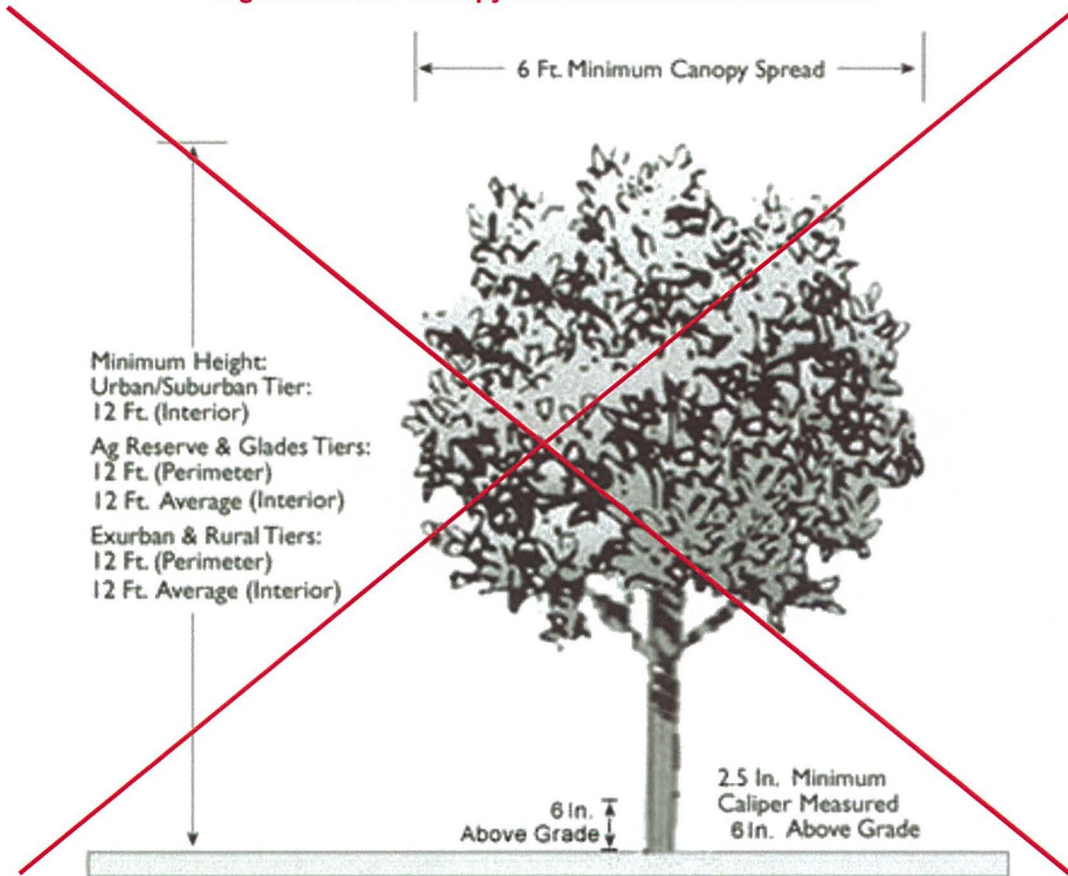 6 Ft. Minimum Canopy Spread
Minimum Height:
Urban/Suburban Tier:
12 Ft. (Interior)
Ag Reserve & Glades Tiers:
12 Ft. (Perimeter)
12 Ft. Average (Interior)
Exurban & Rural Tiers:
12 Ft. (Perimeter)
12 Ft. Average (Interior)
6 In.
Above Grade
2.5 In. Minimum
Caliper Measured
6 In. Above Grade